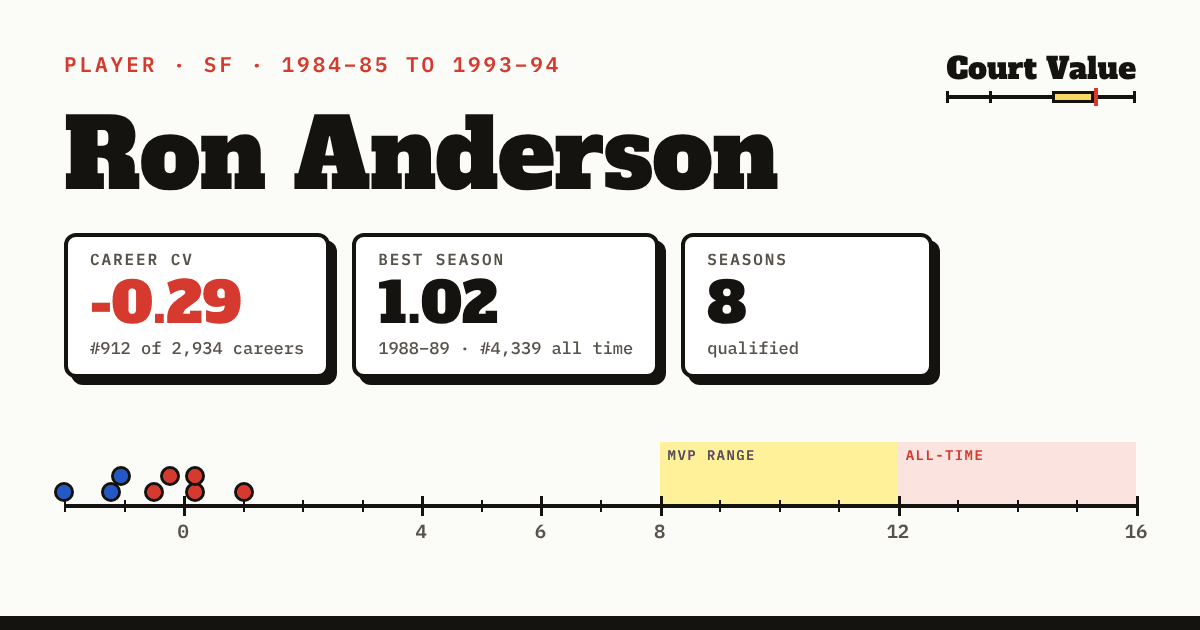 PLAYER · SF · 1984–85 TO 1993–94
Court Value
Ron Anderson
CAREER CV
-0.29
#912 of 2,934 careers
BEST SEASON
1.02
1988–89 · #4,339 all time
SEASONS
8
qualified
MVP RANGE
ALL-TIME
0 4 6 8 12 16